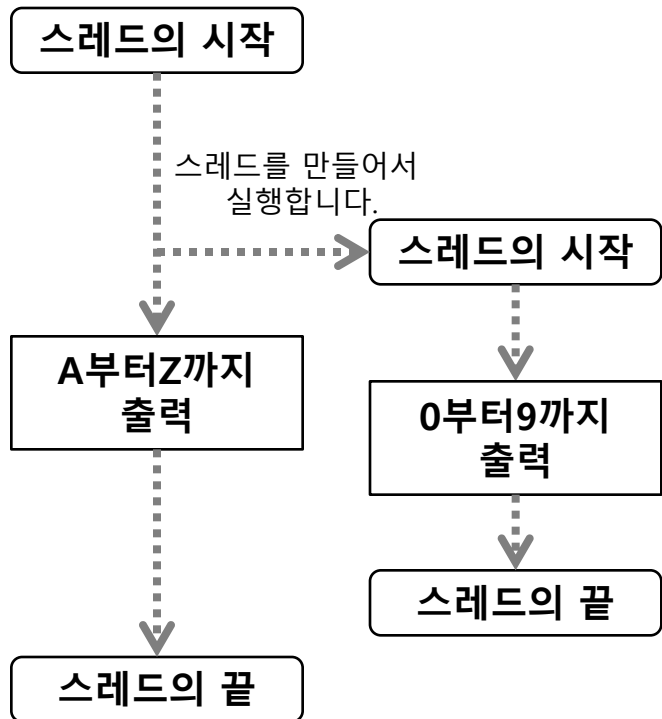 스레드의 시작
스레드를 만들어서
실행합니다.
스레드의 시작
A부터Z까지
출력
0부터9까지
출력
스레드의 끝
스레드의 끝